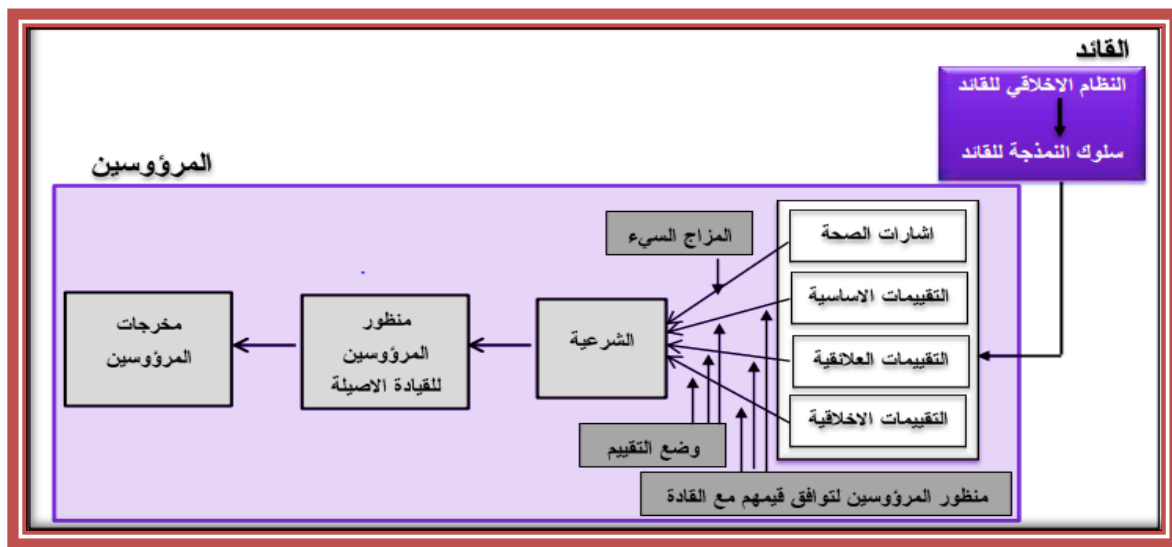 القائد
النظام الاخلاقي للقائد
سلوك النمذجة للقائد
المرؤوسين
اشارات الصحة
التقييمات الاساسية
التقييمات العلائقية
التقييمات الاخلاقية
المزاج السيء
الشرعية
منظور
المرؤوسين
للقيادة الاصيلة
مخرجات
المرؤوسين
وضع التقييم
منظور المرؤوسين لتوافق قيمهم مع القادة